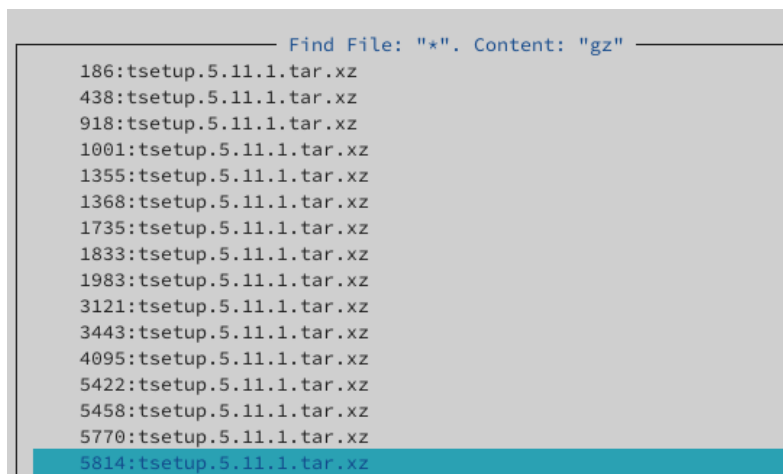 Find File: "*". Content: "gz"
186:tsetup.5.11.1.tar.xz
438:tsetup.5.11.1.tar.xz
918:tsetup.5.11.1.tar.xz
1001:tsetup.5.11.1.tar.xz
1355:tsetup.5.11.1.tar.xz
1368:tsetup.5.11.1.tar.xz
1735:tsetup.5.11.1.tar.xz
1833:tsetup.5.11.1.tar.xz
1983:tsetup.5.11.1.tar.xz
3121:tsetup.5.11.1.tar.xz
3443:tsetup.5.11.1.tar.xz
4095:tsetup.5.11.1.tar.xz
5422:tsetup.5.11.1.tar.xz
5458:tsetup.5.11.1.tar.xz
5770:tsetup.5.11.1.tar.xz
5814:tsetup.5.11.1.tar.xz